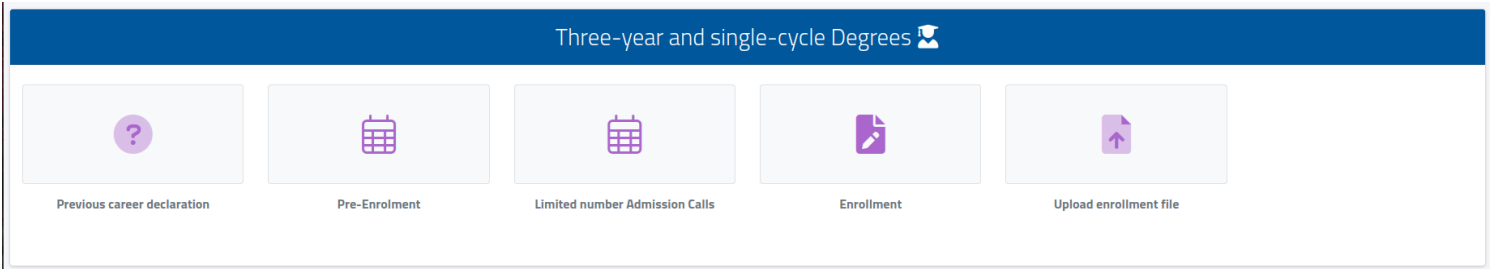 Three-year and single-cycle Degrees
?
Previous career declaration
Pre-Enrolment
Limited number Admission Calls
Enrollment
Upload enrollment file